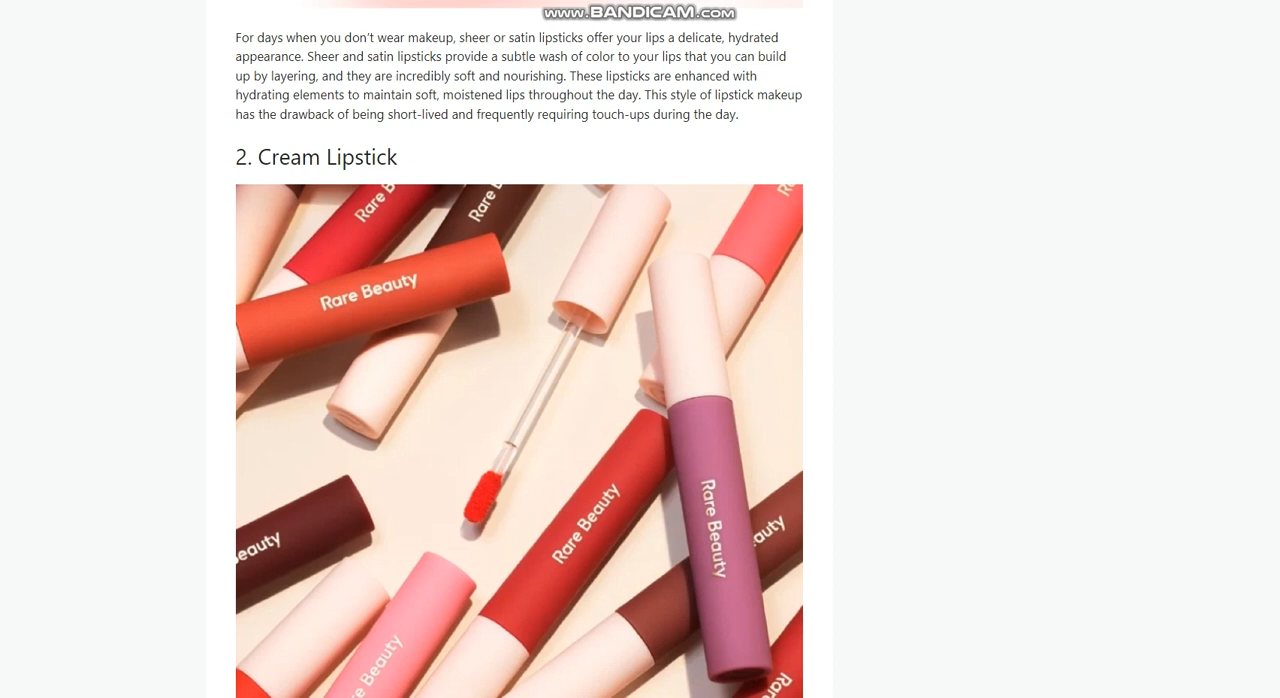 www.BANDICAM.com
For days when you don’t wear makeup, sheer or satin lipsticks offer your lips a delicate, hydrated
appearance. Sheer and satin lipsticks provide a subtle wash of color to your lips that you can build
up by layering, and they are incredibly soft and nourishing. These lipsticks are enhanced with
hydrating elements to maintain soft, moistened lips throughout the day. This style of lipstick makeup
has the drawback of being short-lived and frequently requiring touch-ups during the day.
2. Cream Lipstick
Rare B
Rare
R
Rare Beauty
Rare Beauty
Rare Beauty
auty
eauty
e Beauty
Rar